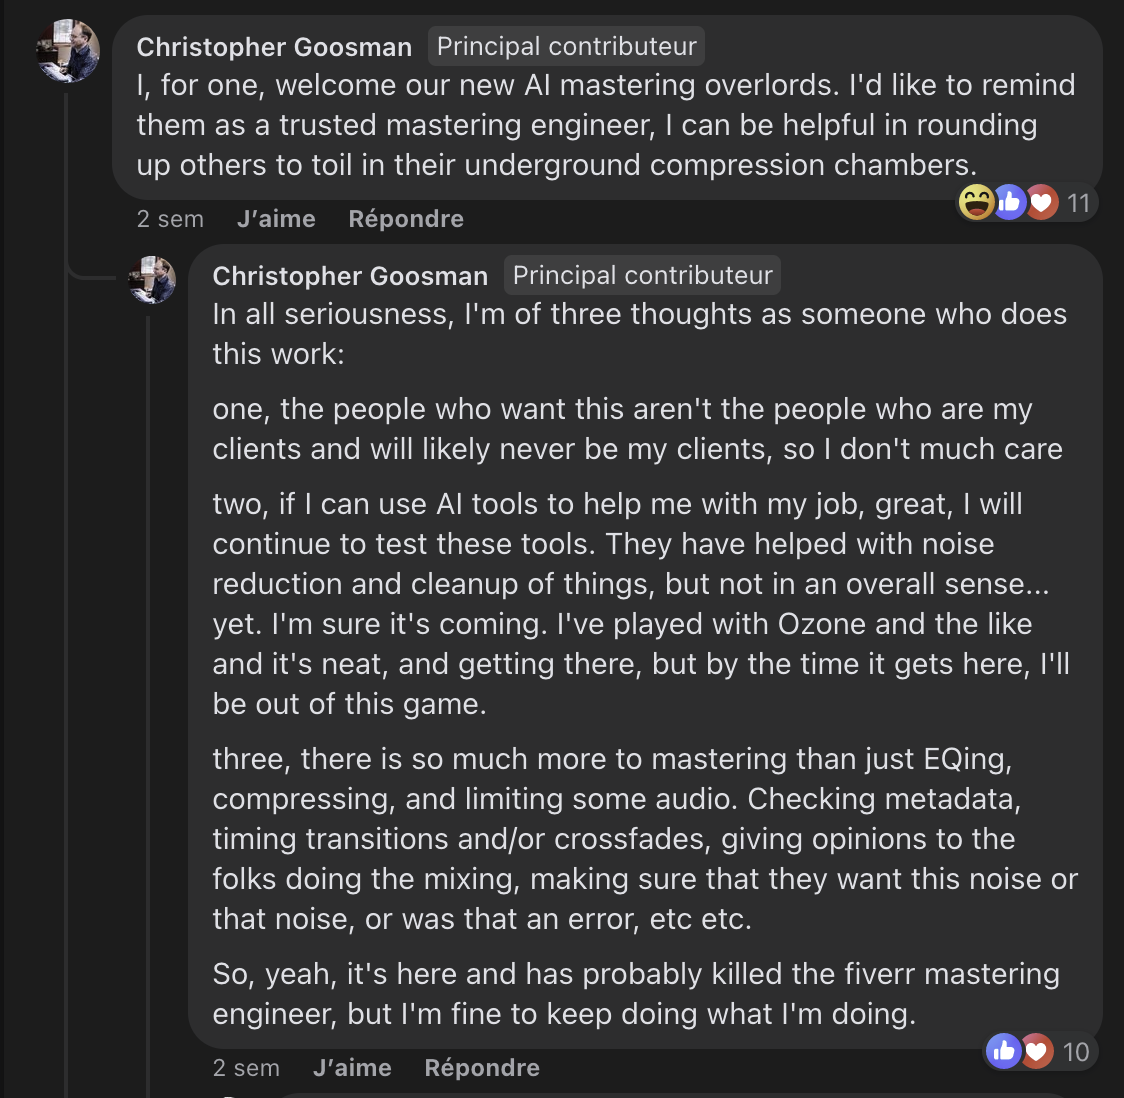 Christopher Goosman Principal contributeur
I, for one, welcome our new AI mastering overlords. I'd like to remind
them as a trusted mastering engineer, I can be helpful in rounding
up others to toil in their underground compression chambers.
11
2 sem J'aime Répondre
Christopher Goosman Principal contributeur
In all seriousness, I'm of three thoughts as someone who does
this work:
one, the people who want this aren't the people who are my
clients and will likely never be my clients, so I don't much care
two, if I can use AI tools to help me with my job, great, I will
continue to test these tools. They have helped with noise
reduction and cleanup of things, but not in an overall sense...
yet. I'm sure it's coming. I've played with Ozone and the like
and it's neat, and getting there, but by the time it gets here, I'll
be out of this game.
three, there is so much more to mastering than just EQing,
compressing, and limiting some audio. Checking metadata,
timing transitions and/or crossfades, giving opinions to the
folks doing the mixing, making sure that they want this noise or
that noise, or was that an error, etc etc.
So, yeah, it's here and has probably killed the fiverr mastering
engineer, but I'm fine to keep doing what I'm doing.
10
2 sem J'aime Répondre